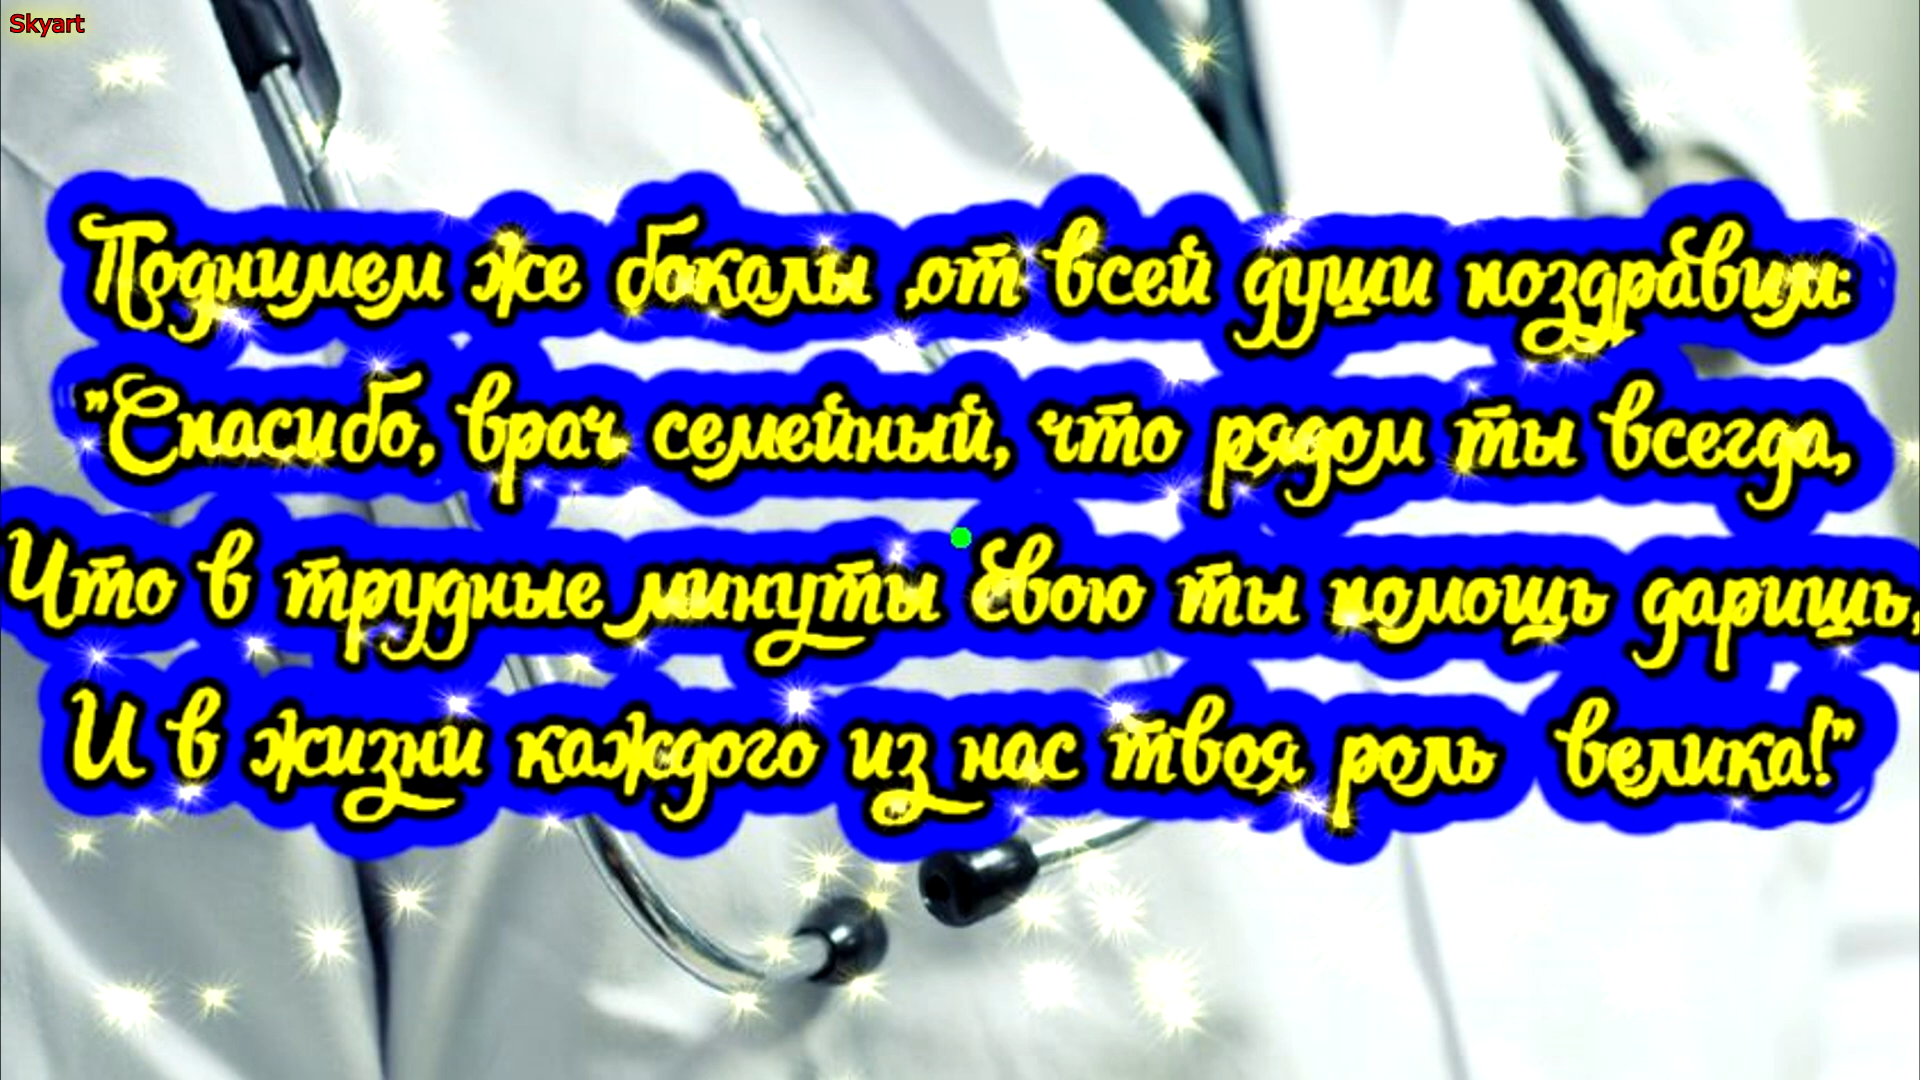 Skyart
Поднимем же бокалы ,от всей души поздравим:
"Спасибо, врач семейный, что рядом ты всегда,
Что в трудные минуты свою ты помощь даришь,
И в жизни каждого из нас твоя роль  велика!"